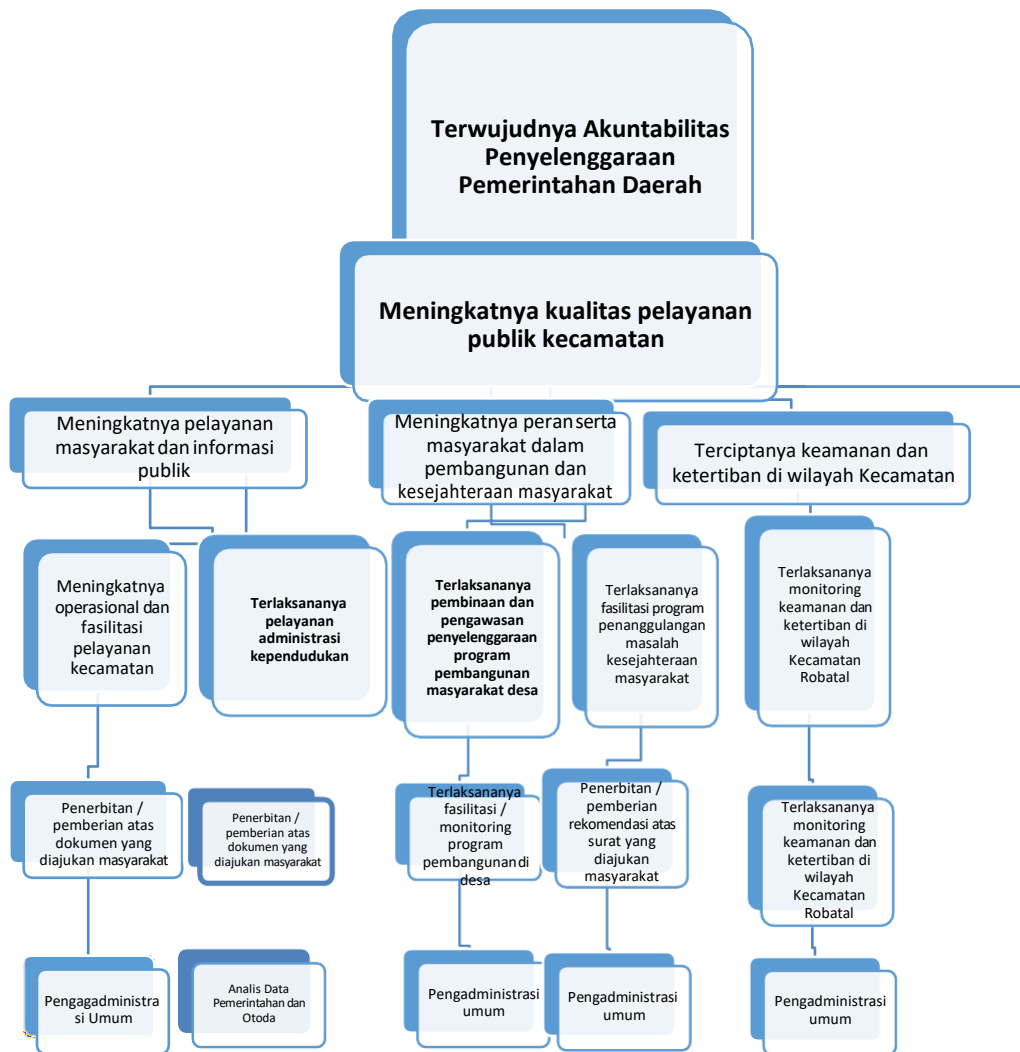 Terwujudnya Akuntabilitas
Penyelenggaraan
Pemerintahan Daerah
Meningkatnya kualitas pelayanan
publik kecamatan
Meningkatnya pelayanan
masyarakat dan informasi
publik
Meningkatnya peran serta
masyarakat dalam
pembangunan dan
kesejahteraan masyarakat
Terciptanya keamanan dan
ketertiban di wilayah Kecamatan
Meningkatnya
operasional dan
fasilitasi
pelayanan
kecamatan
Terlaksananya
pelayanan
administrasi
kependudukan
Terlaksananya
pembinaan dan
pengawasan
penyelenggaraan
program
pembangunan
masyarakat desa
Terlaksananya
fasilitasi program
penanggulangan
masalah
kesejahteraan
masyarakat
Terlaksananya
monitoring
keamanan dan
ketertiban di
wilayah
Kecamatan
Robatal
Penerbitan /
pemberian atas
dokumen yang
diajukan masyarakat
Penerbitan /
pemberian atas
dokumen yang
diajukan masyarakat
Terlaksananya
fasilitasi /
monitoring
program
pembangunan di
desa
Penerbitan /
pemberian
rekomendasi atas
surat yang
diajukan
masyarakat
Terlaksananya
monitoring
keamanan dan
ketertiban di
wilayah
Kecamatan
Robatal
Pengagadministra
si Umum
Analis Data
Pemerintahan dan
Otoda
Pengadministrasi
umum
Pengadministrasi
umum
Pengadministrasi
umum